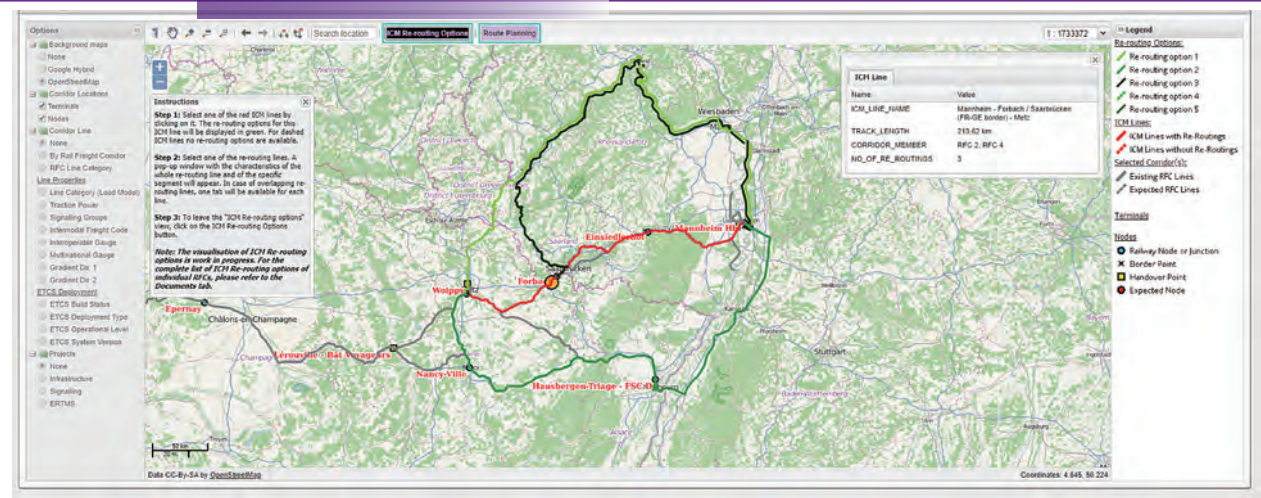 Options
Background maps
None
Google Hybrid
OpenStreetMap
Corridor Locations
Terminals
Nodes
Corridor Line
None
By Rail Freight Corridor
RFC Line Category
Line Properties
Line Category (Load Model)
Traction Power
Signalling Groups
Intermodal Freight Code
Interoperable Gauge
Multinational Gauge
Gradient Dir. 1
Gradient Dir. 2
ETCS Deployment
ETCS Build Status
ETCS Deployment Type
ETCS Operational Level
ETCS System Version
Projects
None
Infrastructure
Signalling
ERTMS
Search location
ICM Re-routing Options
Route Planning
1 : 1733372
Instructions
Step 1: Select one of the red ICM lines by
clicking on it. The re-routing options for this
ICM line will be displayed in green. For dashed
ICM lines no re-routing options are available.
Step 2: Select one of the re-routing lines. A
pop-up window with the characteristics of the
whole re-routing line and of the specific
segment will appear. In case of overlapping re-
routing lines, one tab will be available for each
line.
Step 3: To leave the "ICM Re-routing options"
view, click on the ICM Re-routing Options
button.
Note: The visualisation of ICM Re-routing
options is work in progress. For the
complete list of ICM Re-routing options of
individual RFCs, please refer to the
Documents tab.
ICM Line
Name Value
ICM_LINE_NAME Mannheim - Forbach / Saarbrücken
(FR-GE border) - Metz
TRACK_LENGTH 213,62 km
CORRIDOR_MEMBER RFC 2, RFC 4
NO_OF_RE_ROUTINGS 3
Wiesbaden
Darmstadt
Mannheim Hbf
Einsiedlerhof
Saarland
Forba
Woippy
Epernay
Châlons-en-Champagne
Lérouville - Bât Voyageurs
Nancy-Ville
Hausbergen-Triage - FSC:D
Stuttgart
Pforzheim
Heilbronn
Baden-Württemberg
Alsace
Troyes
Augsburg
Ingolstadt
50 km
Data CC-By-SA by OpenStreetMap
Coordinates: 4.645, 50.224
Legend
Re-routing Options:
Re-routing option 1
Re-routing option 2
Re-routing option 3
Re-routing option 4
Re-routing option 5
ICM Lines:
ICM Lines with Re-Routings
ICM Lines without Re-Routings
Selected Corridor(s):
Existing RFC Lines
Expected RFC Lines
Terminals
Nodes
Railway Node or Junction
Border Point
Handover Point
Expected Node